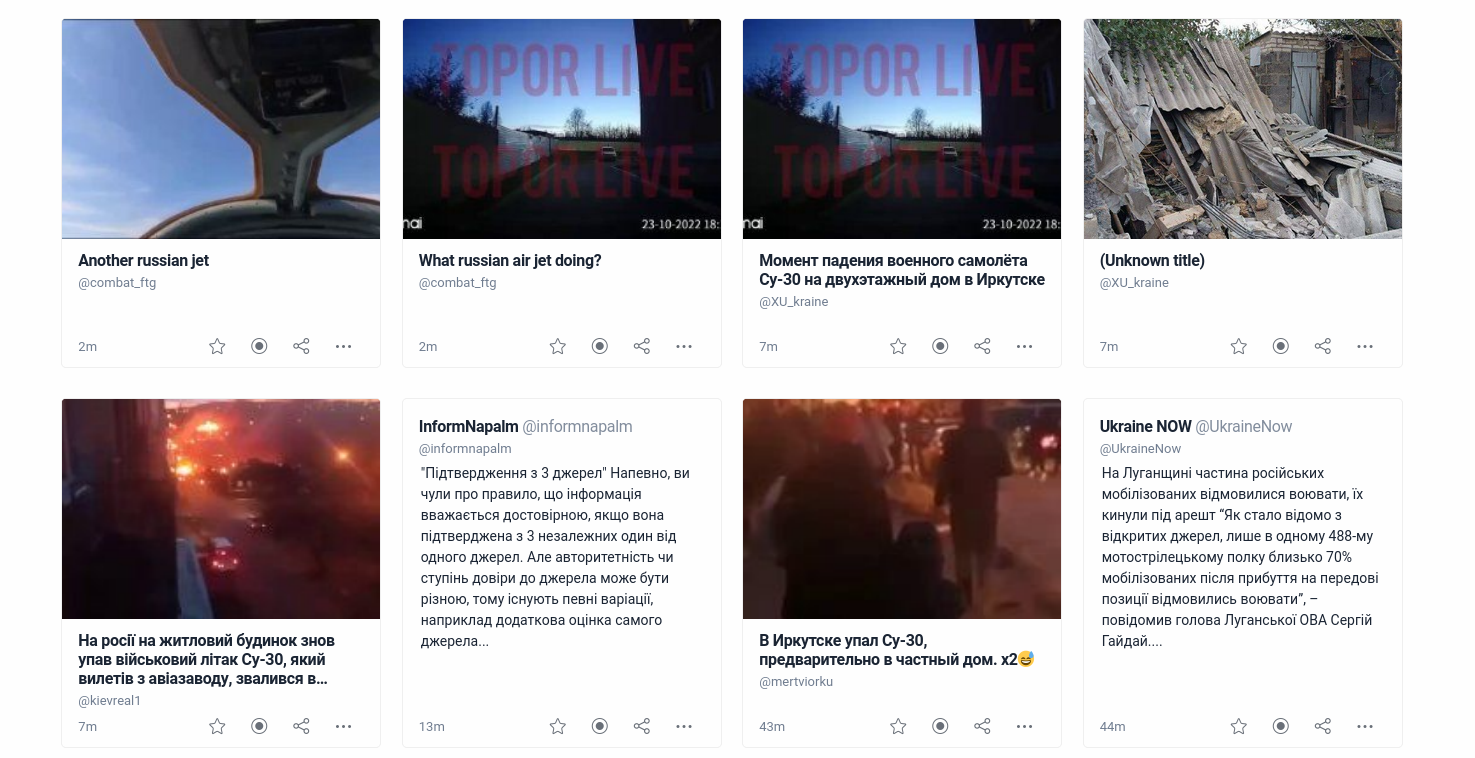 TOPOR LIVE
TOPOR LIVE
nai
23-10-2022 18:
TOPOR LIVE
TOPOR LIVE
nai
23-10-2022 18:
Another russian jet
@combat_ftg
2m
What russian air jet doing?
@combat_ftg
2m
Момент падения военного самолёта
Су-30 на двухэтажный дом в Иркутске
@XU_kraine
7m
(Unknown title)
@XU_kraine
7m
На росії на житловий будинок знов
упав військовий літак Су-30, який
вилетів з авіазаводу, звалився в...
@kievreal1
7m
InformNapalm @informnapalm
@informnapalm
"Підтвердження з 3 джерел" Напевно, ви
чули про правило, що інформація
вважається достовірною, якщо вона
підтверджена з 3 незалежних один від
одного джерел. Але авторитетність чи
ступінь довіри до джерела може бути
різною, тому існують певні варіації,
наприклад додаткова оцінка самого
джерела...
13m
В Иркутске упал Су-30,
предварительно в частный дом. х2😅
@mertviorku
43m
Ukraine NOW @UkraineNow
@UkraineNow
На Луганщині частина російських
мобілізованих відмовилися воювати, їх
кинули під арешт “Як стало відомо з
відкритих джерел, лише в одному 488-му
мотострілецькому полку близько 70%
мобілізованих після прибуття на передові
позиції відмовились воювати”, –
повідомив голова Луганської ОВА Сергій
Гайдай....
44m